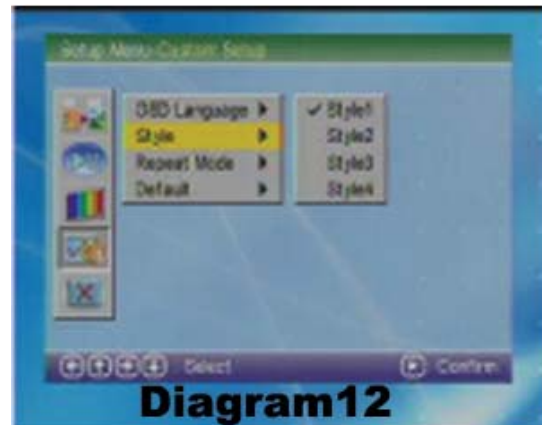 Setup Menu-Custom Setup
OSD Language
Style
Repeat Mode
Default
✓ Style1
Style2
Style3
Style4
Select
Confirm
Diagram12